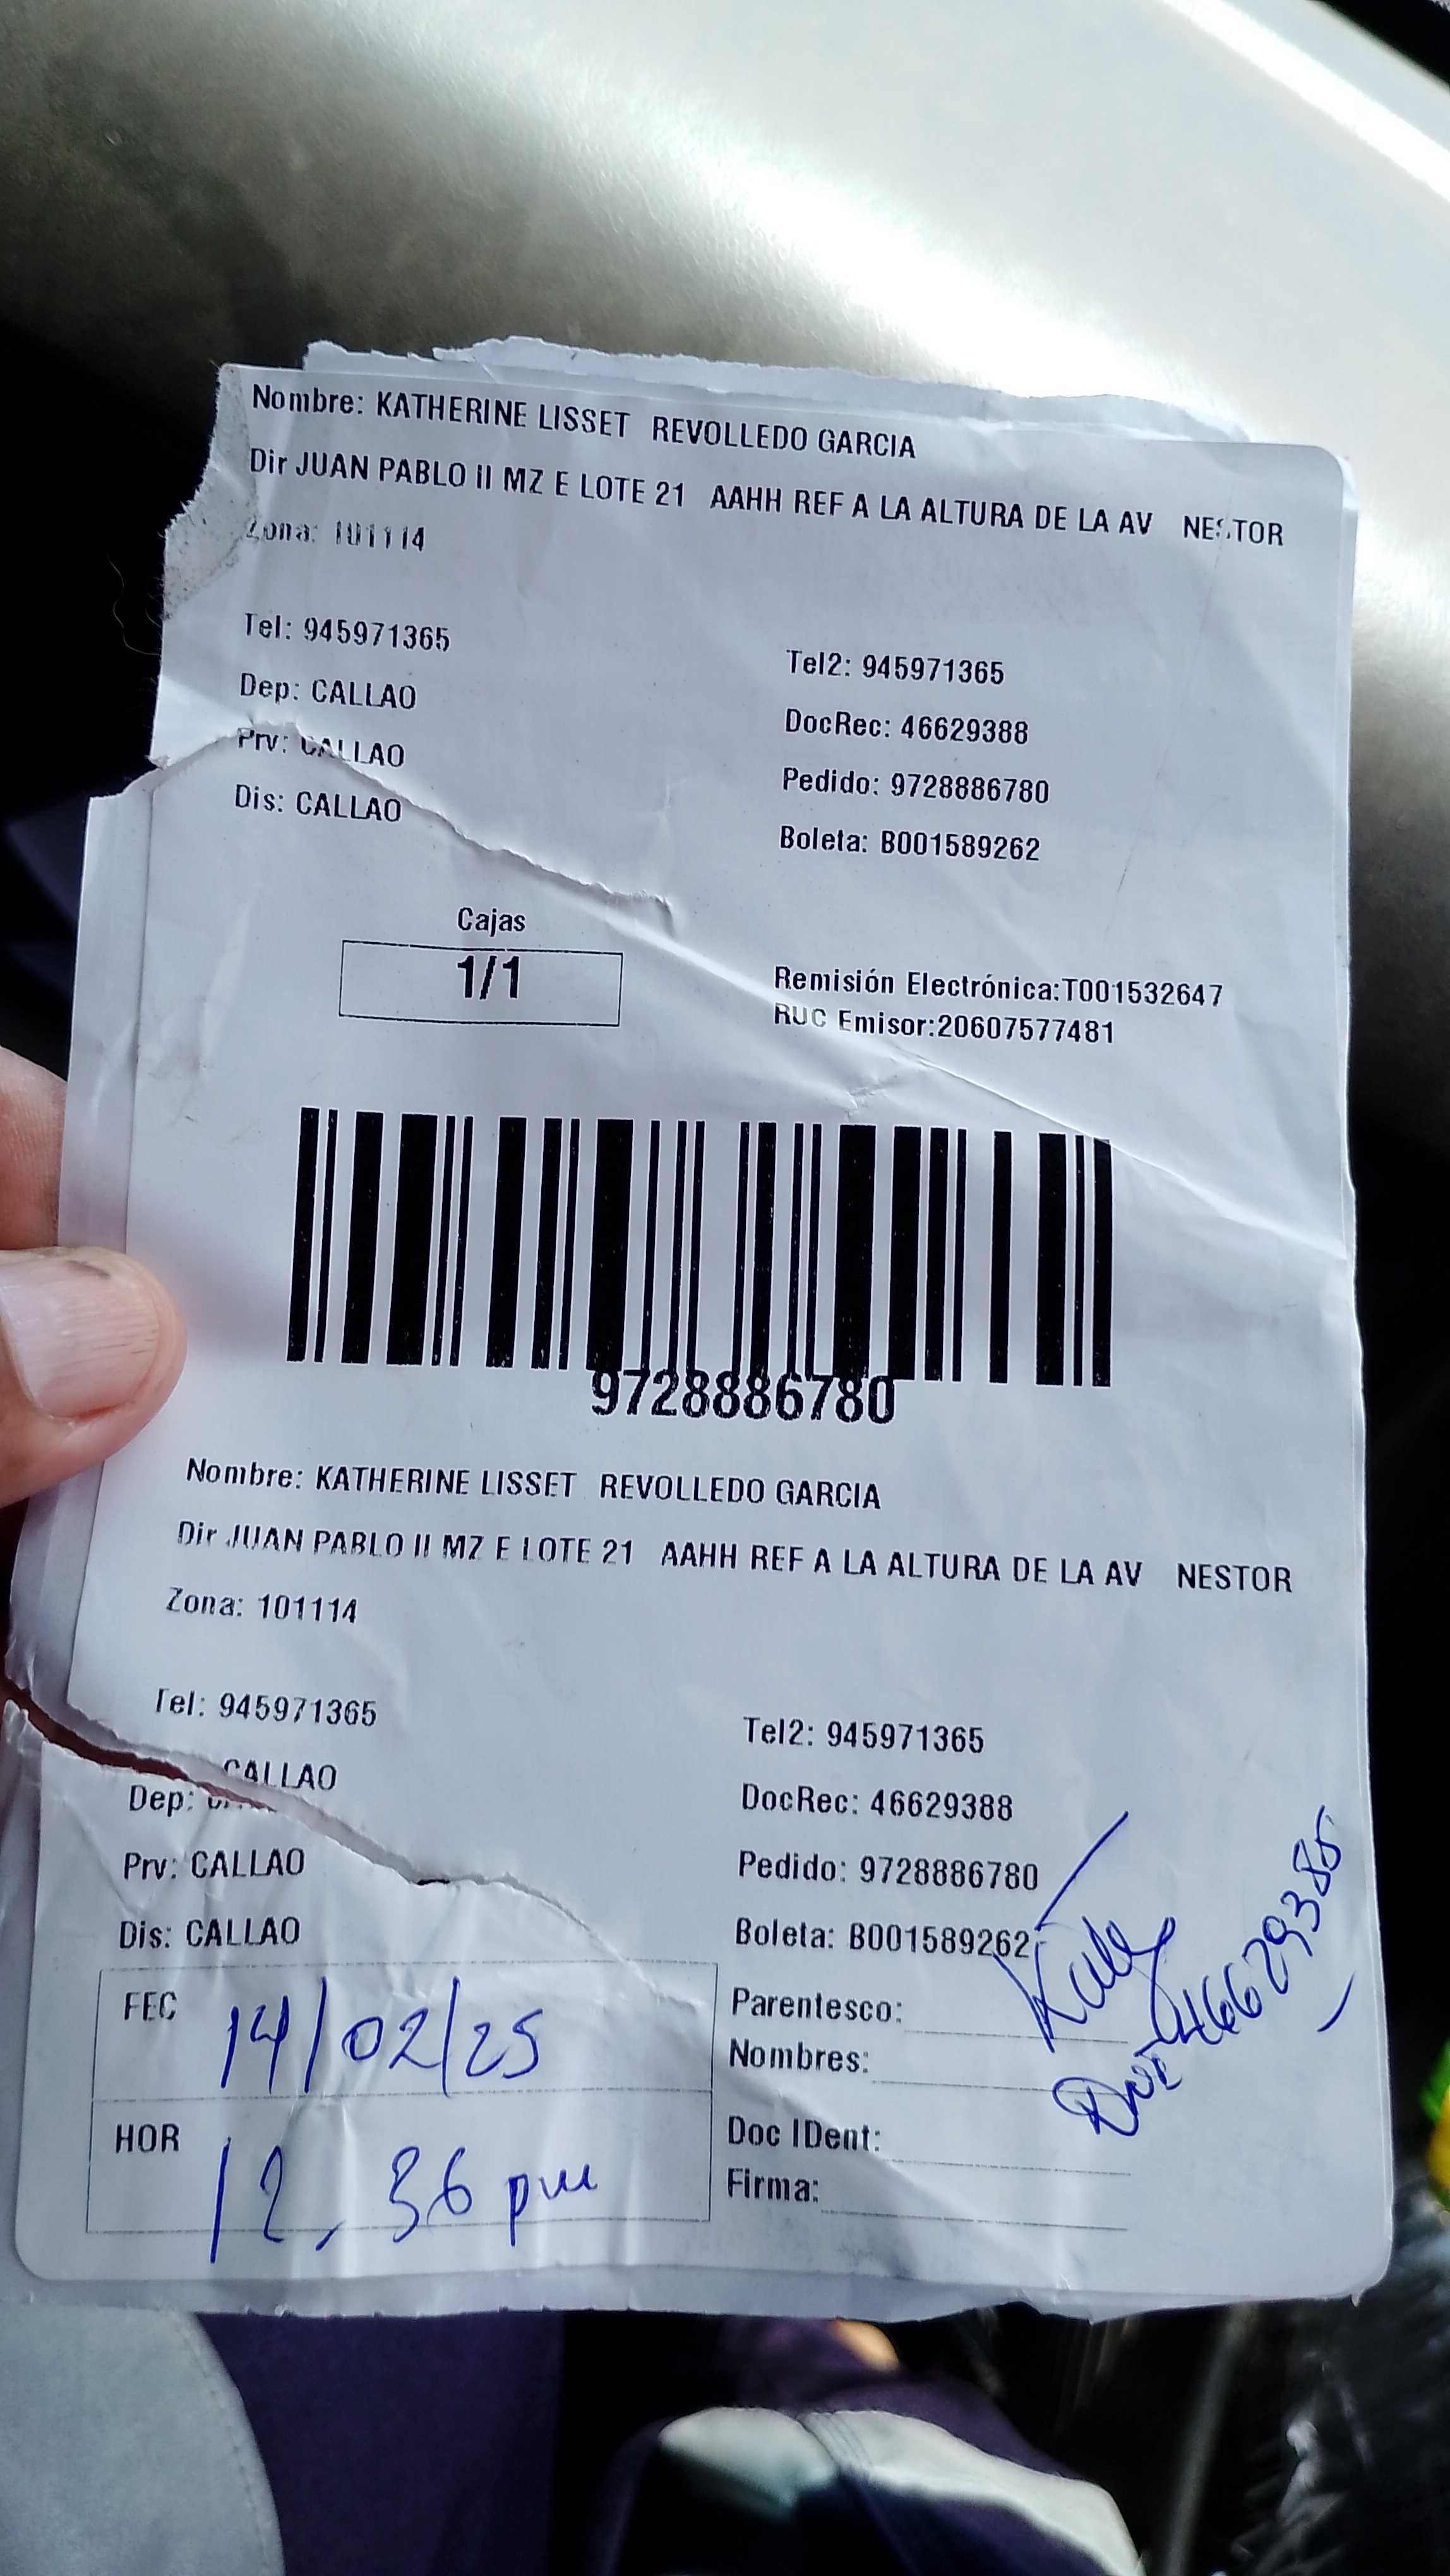 Nombre: KATHERINE LISSET REVOLLEDO GARCIA
Dir JUAN PABLO II MZ E LOTE 21 AAHH REF A LA ALTURA DE LA AV NESTOR
Zona: 101114
Tel: 945971365
Tel2: 945971365
Dep: CALLAO
DocRec: 46629388
Prv: CALLAO
Pedido: 9728886780
Dis: CALLAO
Boleta: B001589262
Cajas
1/1
Remisión Electrónica:T001532647
RUC Emisor:20607577481
9728886780
Nombre: KATHERINE LISSET REVOLLEDO GARCIA
Dir JUAN PABLO II MZ E LOTE 21 AAHH REF A LA ALTURA DE LA AV NESTOR
Zona: 101114
Tel: 945971365
Tel2: 945971365
Dep: CALLAO
DocRec: 46629388
Prv: CALLAO
Pedido: 9728886780
Dis: CALLAO
Boleta: B001589262
FEC 14/02/25
Parentesco:
Nombres:
HOR 12, 36 pm
Doc IDent:
Firma: